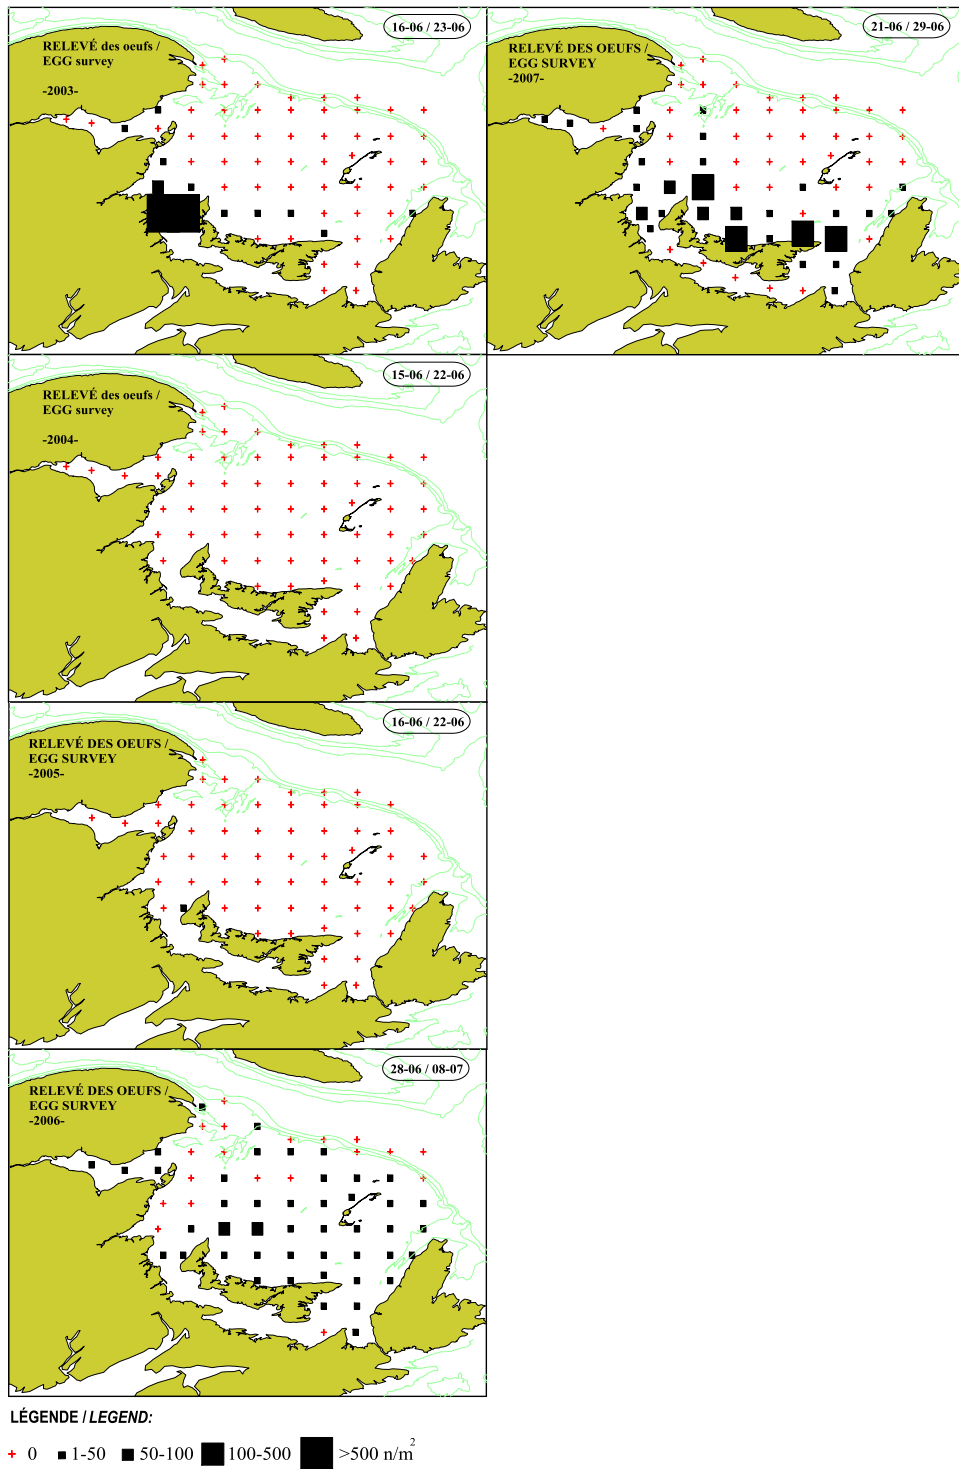 16-06 / 23-06
RELEVÉ des oeufs /
EGG survey
-2003-
21-06 / 29-06
RELEVÉ DES OEUFS /
EGG SURVEY
-2007-
15-06 / 22-06
RELEVÉ des oeufs /
EGG survey
-2004-
16-06 / 22-06
RELEVÉ DES OEUFS /
EGG SURVEY
-2005-
28-06 / 08-07
RELEVÉ DES OEUFS /
EGG SURVEY
-2006-
LÉGENDE / LEGEND:
0 1-50 50-100 100-500 >500 n/m²